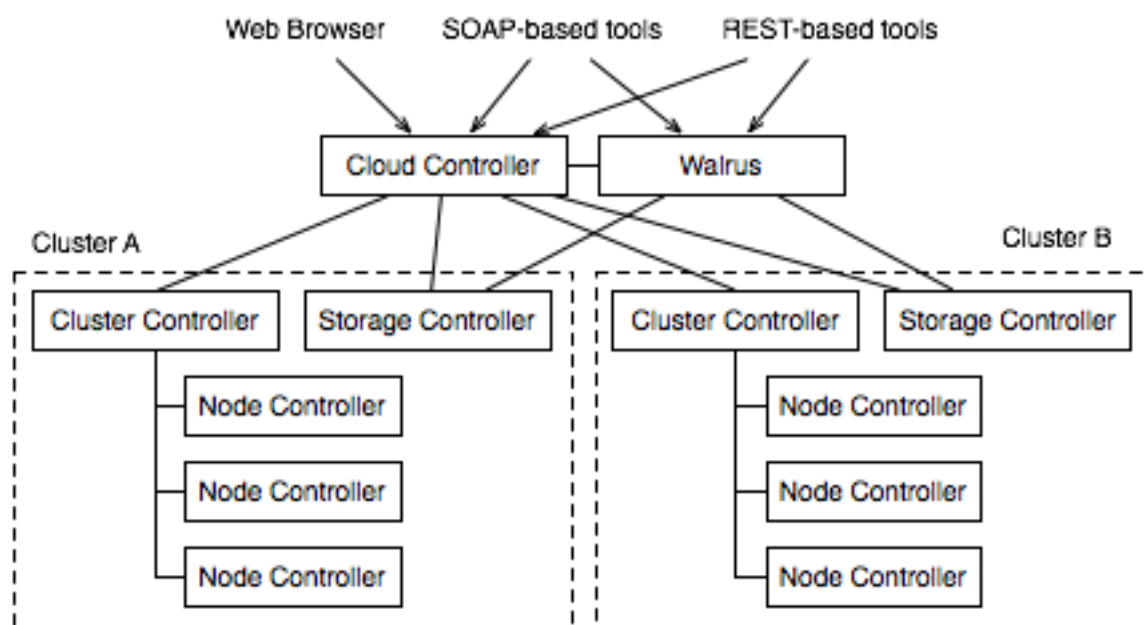 Web Browser
SOAP-based tools
REST-based tools
Cloud Controller
Walrus
Cluster A
Cluster B
Cluster Controller
Storage Controller
Node Controller
Node Controller
Node Controller
Cluster Controller
Storage Controller
Node Controller
Node Controller
Node Controller